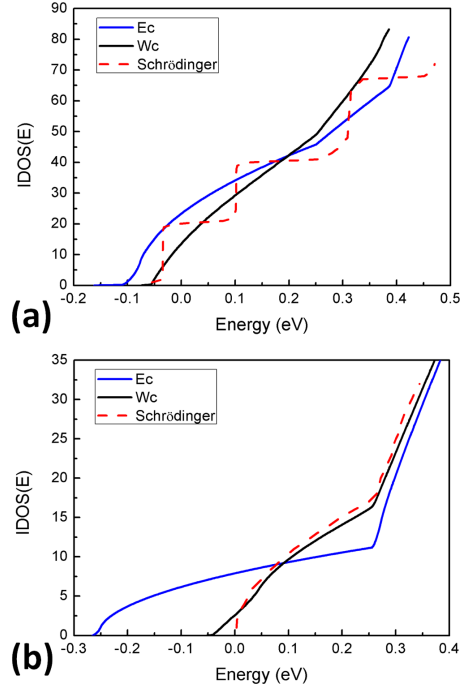 90
80
70
60
50
40
30
20
10
0
IDOS(E)
Ec
Wc
Schrödinger
-0.2 -0.1 0.0 0.1 0.2 0.3 0.4 0.5
Energy (eV)
(a)
35
30
25
20
15
10
5
0
IDOS(E)
Ec
Wc
Schrödinger
-0.3 -0.2 -0.1 0.0 0.1 0.2 0.3 0.4
Energy (eV)
(b)